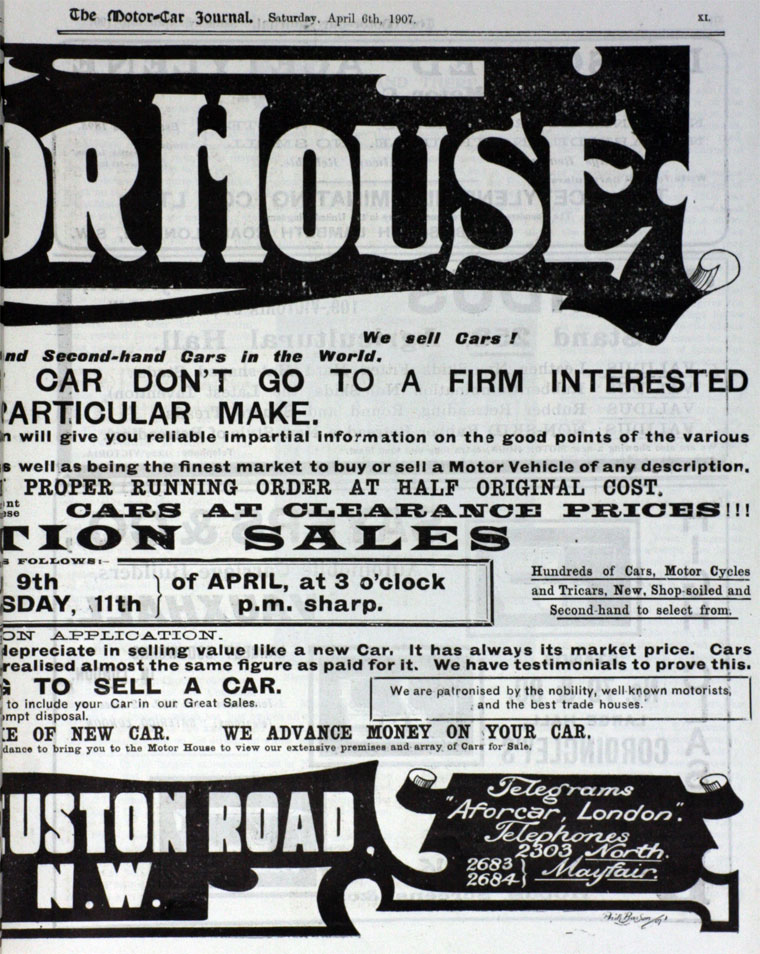 The Motor-Car Journal. Saturday, April 6th, 1907. XI.
OR HOUSE.
We sell Cars!
nd Second-hand Cars in the World.
CAR DON'T GO TO A FIRM INTERESTED
PARTICULAR MAKE.
n will give you reliable impartial information on the good points of the various
s well as being the finest market to buy or sell a Motor Vehicle of any description.
PROPER RUNNING ORDER AT HALF ORIGINAL COST.
CARS AT CLEARANCE PRICES!!!
TION SALES
S FOLLOWS:-
9th
SDAY, 11th
of APRIL, at 3 o'clock
p.m. sharp.
Hundreds of Cars, Motor Cycles
and Tricars, New, Shop-soiled and
Second-hand to select from.
ON APPLICATION.
depreciate in selling value like a new Car. It has always its market price. Cars
realised almost the same figure as paid for it. We have testimonials to prove this.
G TO SELL A CAR.
to include your Car in our Great Sales.
ompt disposal.
We are patronised by the nobility, well-known motorists,
and the best trade houses.
E OF NEW CAR. WE ADVANCE MONEY ON YOUR CAR.
dance to bring you to the Motor House to view our extensive premises and array of Cars for Sale.
EUSTON ROAD
N.W.
Telegrams
"Aforcar, London".
Telephones
2303 North.
2683
2684 } Mayfair.